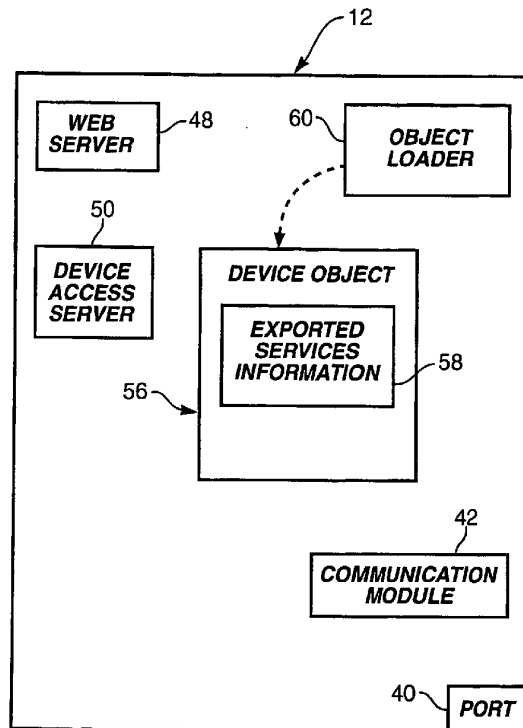 12
WEB
SERVER
48
60
OBJECT
LOADER
50
DEVICE
ACCESS
SERVER
DEVICE OBJECT
EXPORTED
SERVICES
INFORMATION
58
56
42
COMMUNICATION
MODULE
40
PORT